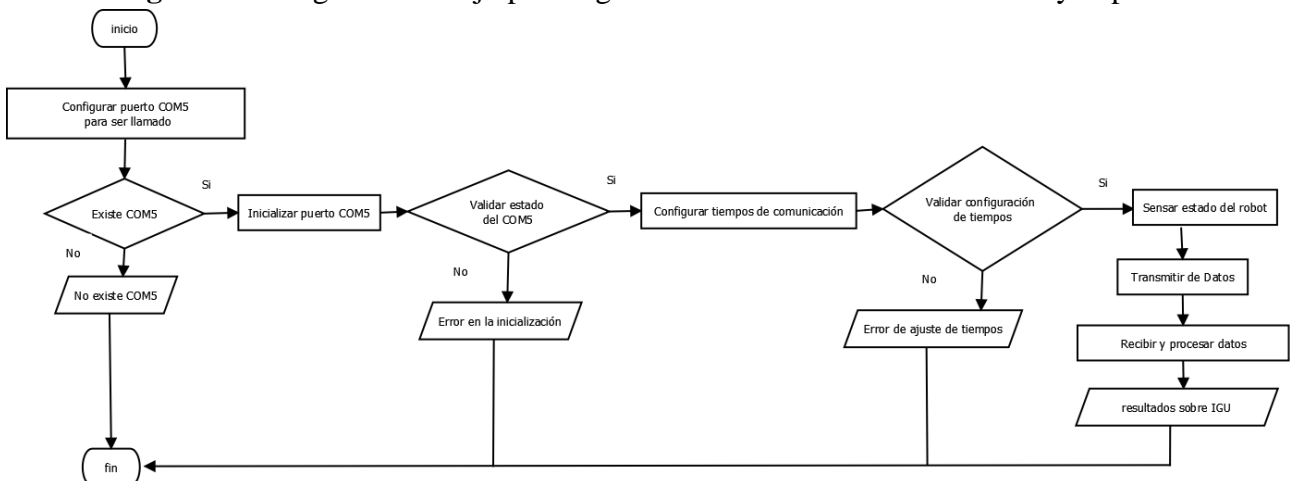 inicio
Configurar puerto COM5
para ser llamado
Existe COM5
Si
No
No existe COM5
Inicializar puerto COM5
Validar estado
del COM5
Si
No
Error en la inicialización
Configurar tiempos de comunicación
Validar configuración
de tiempos
Si
No
Error de ajuste de tiempos
Sensar estado del robot
Transmitir de Datos
Recibir y procesar datos
resultados sobre IGU
fin